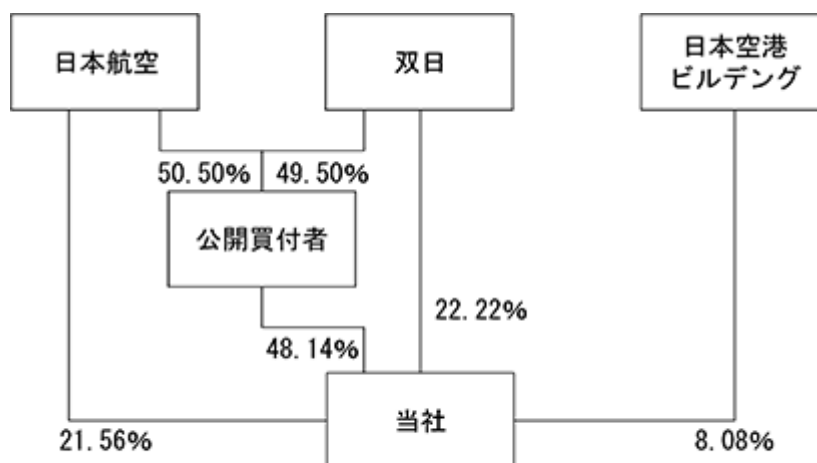 日本航空
双日
日本空港
ビルデング
50.50%
49.50%
公開買付者
22.22%
48.14%
当社
21.56%
8.08%